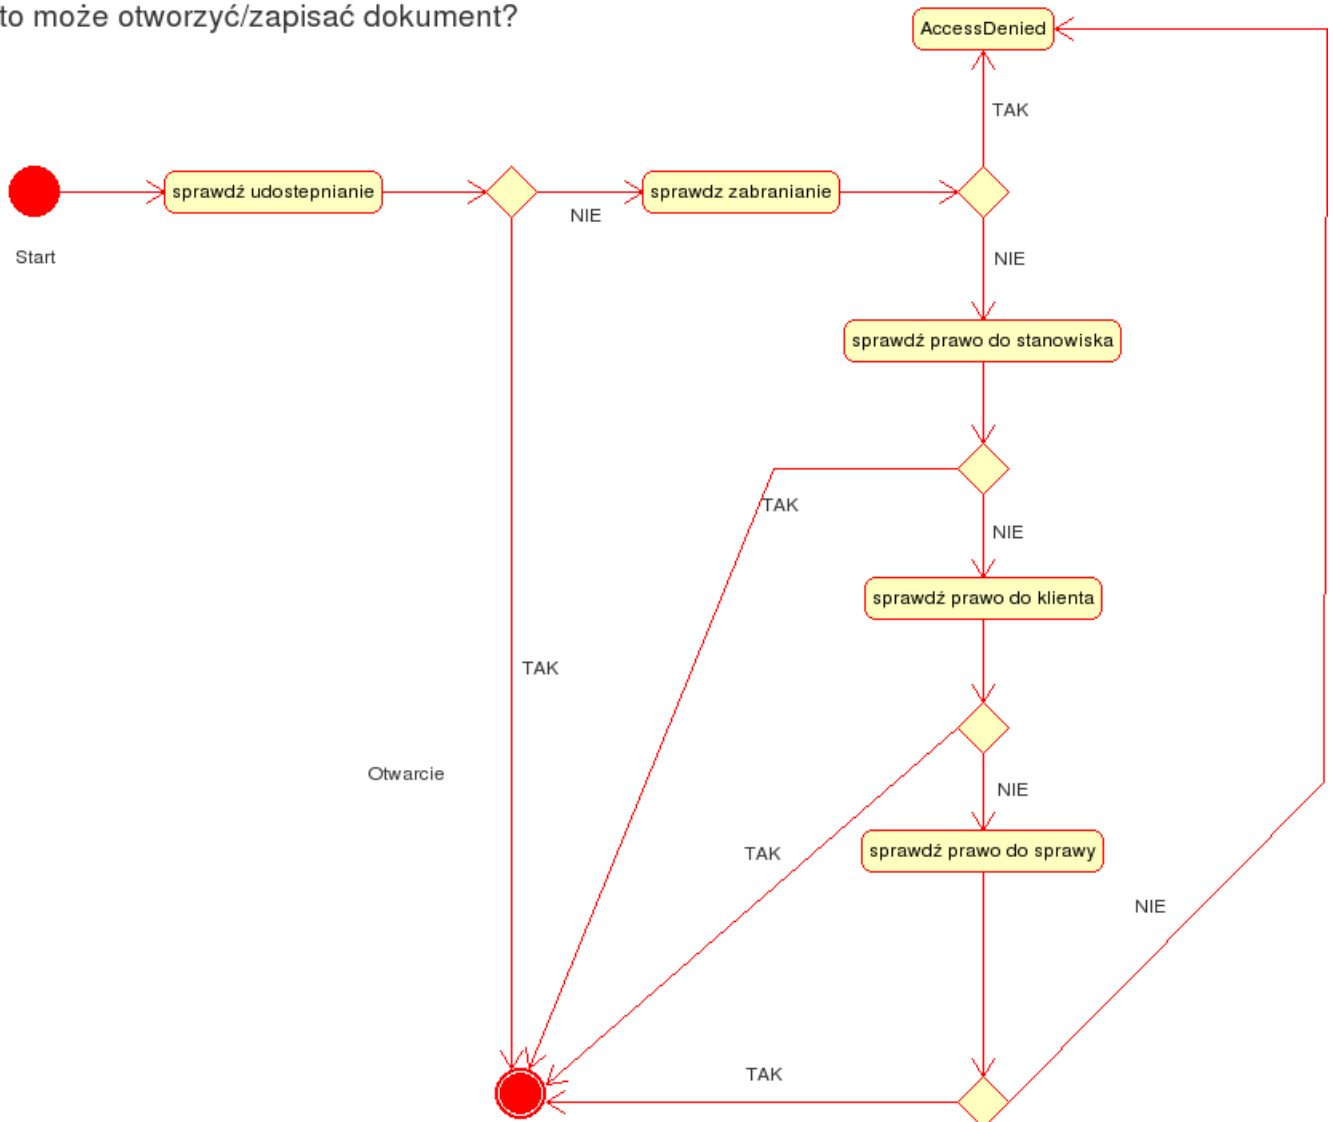 to może otworzyć/zapisać dokument?
AccessDenied
TAK
sprawdź udostepnianie
NIE
sprawdz zabranianie
Start
NIE
sprawdź prawo do stanowiska
TAK
NIE
sprawdź prawo do klienta
TAK
Otwarcie
NIE
TAK
sprawdź prawo do sprawy
NIE
TAK